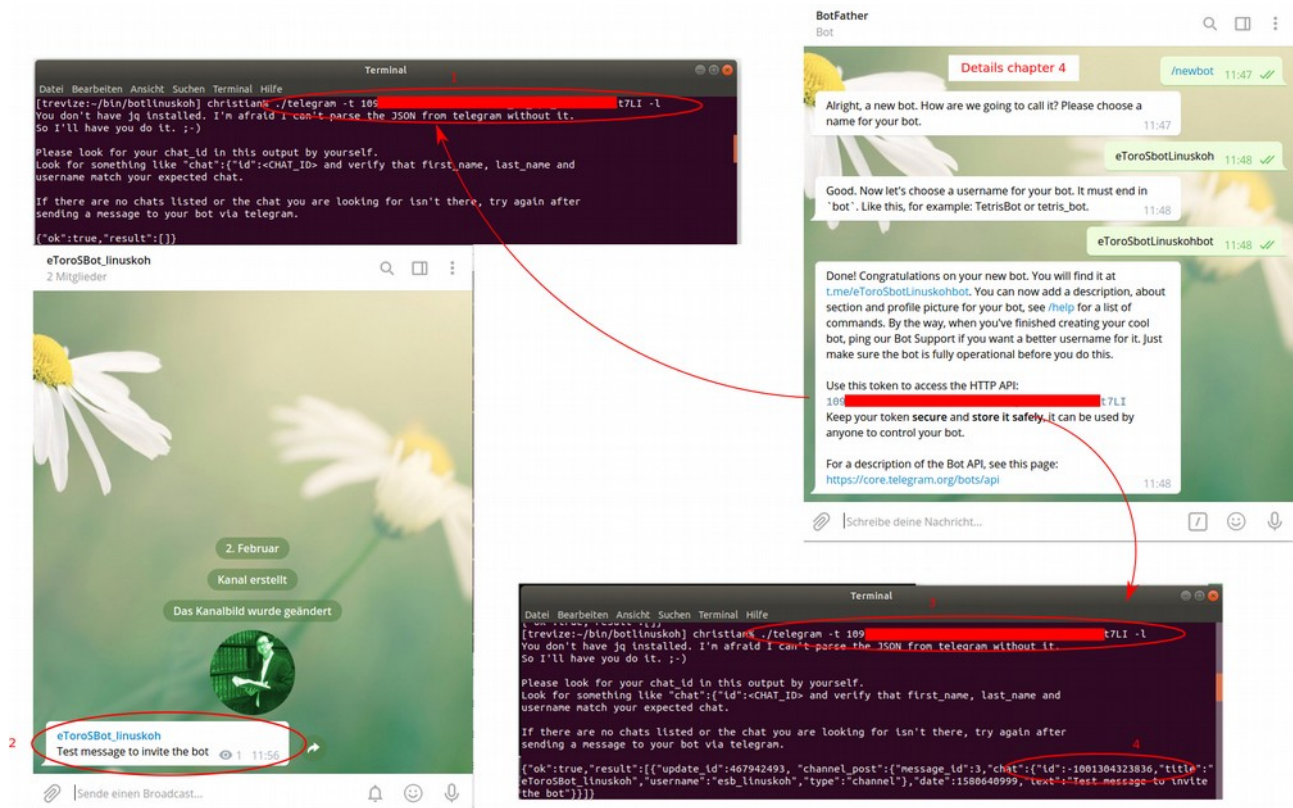 Terminal
1
Datei Bearbeiten Ansicht Suchen Terminal Hilfe
[trevize:~/bin/botlinuskoh] christian% ./telegram -t 109 t7LI -l
You don't have jq installed. I'm afraid I can't parse the JSON from telegram without it.
So I'll have you do it. ;-)
Please look for your chat_id in this output by yourself.
Look for something like "chat":{"id":<CHAT_ID> and verify that first_name, last_name and
username match your expected chat.
If there are no chats listed or the chat you are looking for isn't there, try again after
sending a message to your bot via telegram.
{"ok":true,"result":[]}
eToroSBot_linuskoh
2 Mitglieder
2. Februar
Kanal erstellt
Das Kanalbild wurde geändert
2
eToroSBot_linuskoh
Test message to invite the bot 1 11:56
Sende einen Broadcast...
BotFather
Bot
Details chapter 4
/newbot 11:47
Alright, a new bot. How are we going to call it? Please choose a
name for your bot.
11:47
eToroSbotLinuskoh 11:48
Good. Now let's choose a username for your bot. It must end in
`bot`. Like this, for example: TetrisBot or tetris_bot.
11:48
eToroSbotLinuskohbot 11:48
Done! Congratulations on your new bot. You will find it at
t.me/eToroSbotLinuskohbot. You can now add a description, about
section and profile picture for your bot, see /help for a list of
commands. By the way, when you've finished creating your cool
bot, ping our Bot Support if you want a better username for it. Just
make sure the bot is fully operational before you do this.
Use this token to access the HTTP API:
109 t7LI
Keep your token secure and store it safely, it can be used by
anyone to control your bot.
For a description of the Bot API, see this page:
https://core.telegram.org/bots/api
11:48
Schreibe deine Nachricht...
Terminal
3
Datei Bearbeiten Ansicht Suchen Terminal Hilfe
{"ok":true,"result":[]}
[trevize:~/bin/botlinuskoh] christian% ./telegram -t 109 t7LI -l
You don't have jq installed. I'm afraid I can't parse the JSON from telegram without it.
So I'll have you do it. ;-)
Please look for your chat_id in this output by yourself.
Look for something like "chat":{"id":<CHAT_ID> and verify that first_name, last_name and
username match your expected chat.
If there are no chats listed or the chat you are looking for isn't there, try again after
sending a message to your bot via telegram.
4
{"ok":true,"result":[{"update_id":467942493, "channel_post":{"message_id":3,"chat":{"id":-1001304323836,"title":"
eToroSBot_linuskoh","username":"esb_linuskoh","type":"channel"},"date":1580640999,"text":"Test message to invite
the bot"}}]}